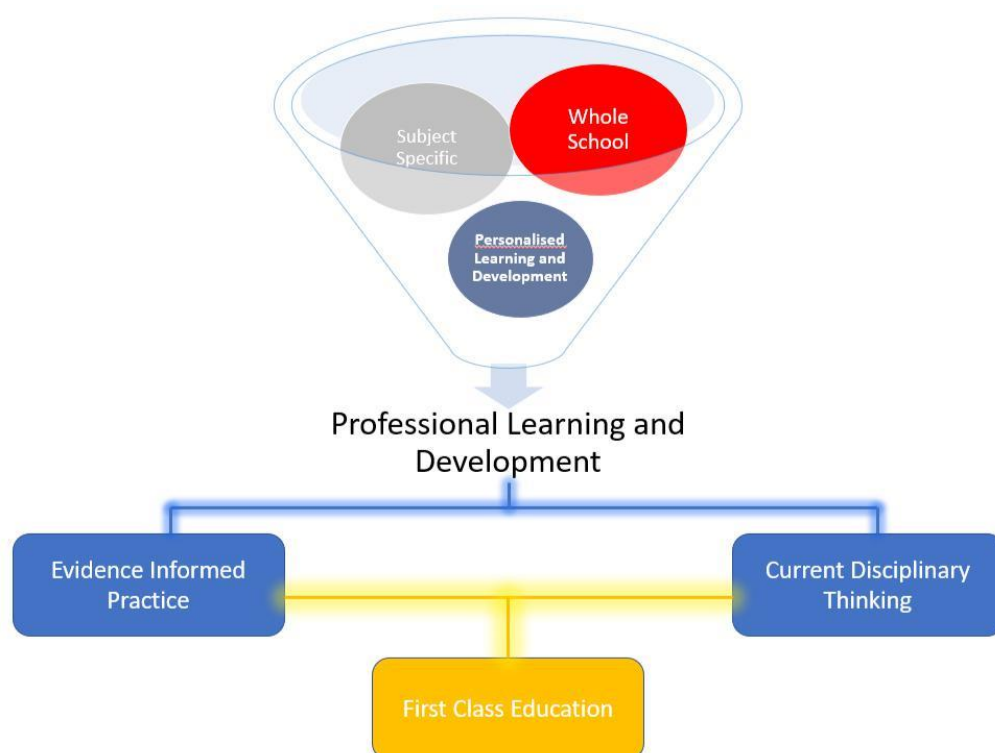 Subject
Specific
Whole
School
Personalised
Learning and
Development
Professional Learning and
Development
Evidence Informed
Practice
Current Disciplinary
Thinking
First Class Education